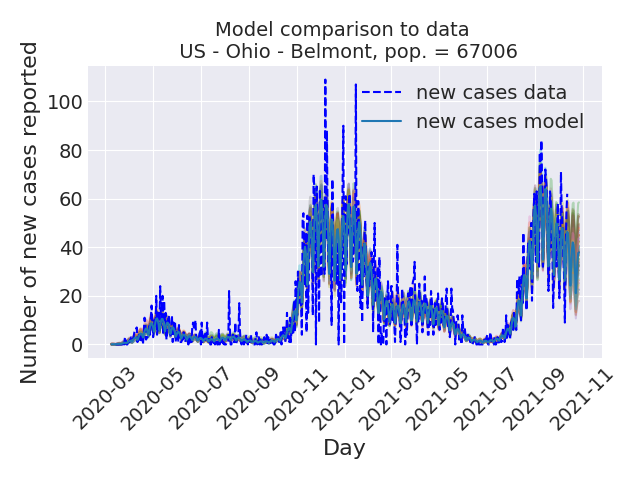 Model comparison to data
US - Ohio - Belmont, pop. = 67006
Number of new cases reported
100
80
60
40
20
0
new cases data
new cases model
2020-03
2020-05
2020-07
2020-09
2020-11
2021-01
2021-03
2021-05
2021-07
2021-09
2021-11
Day